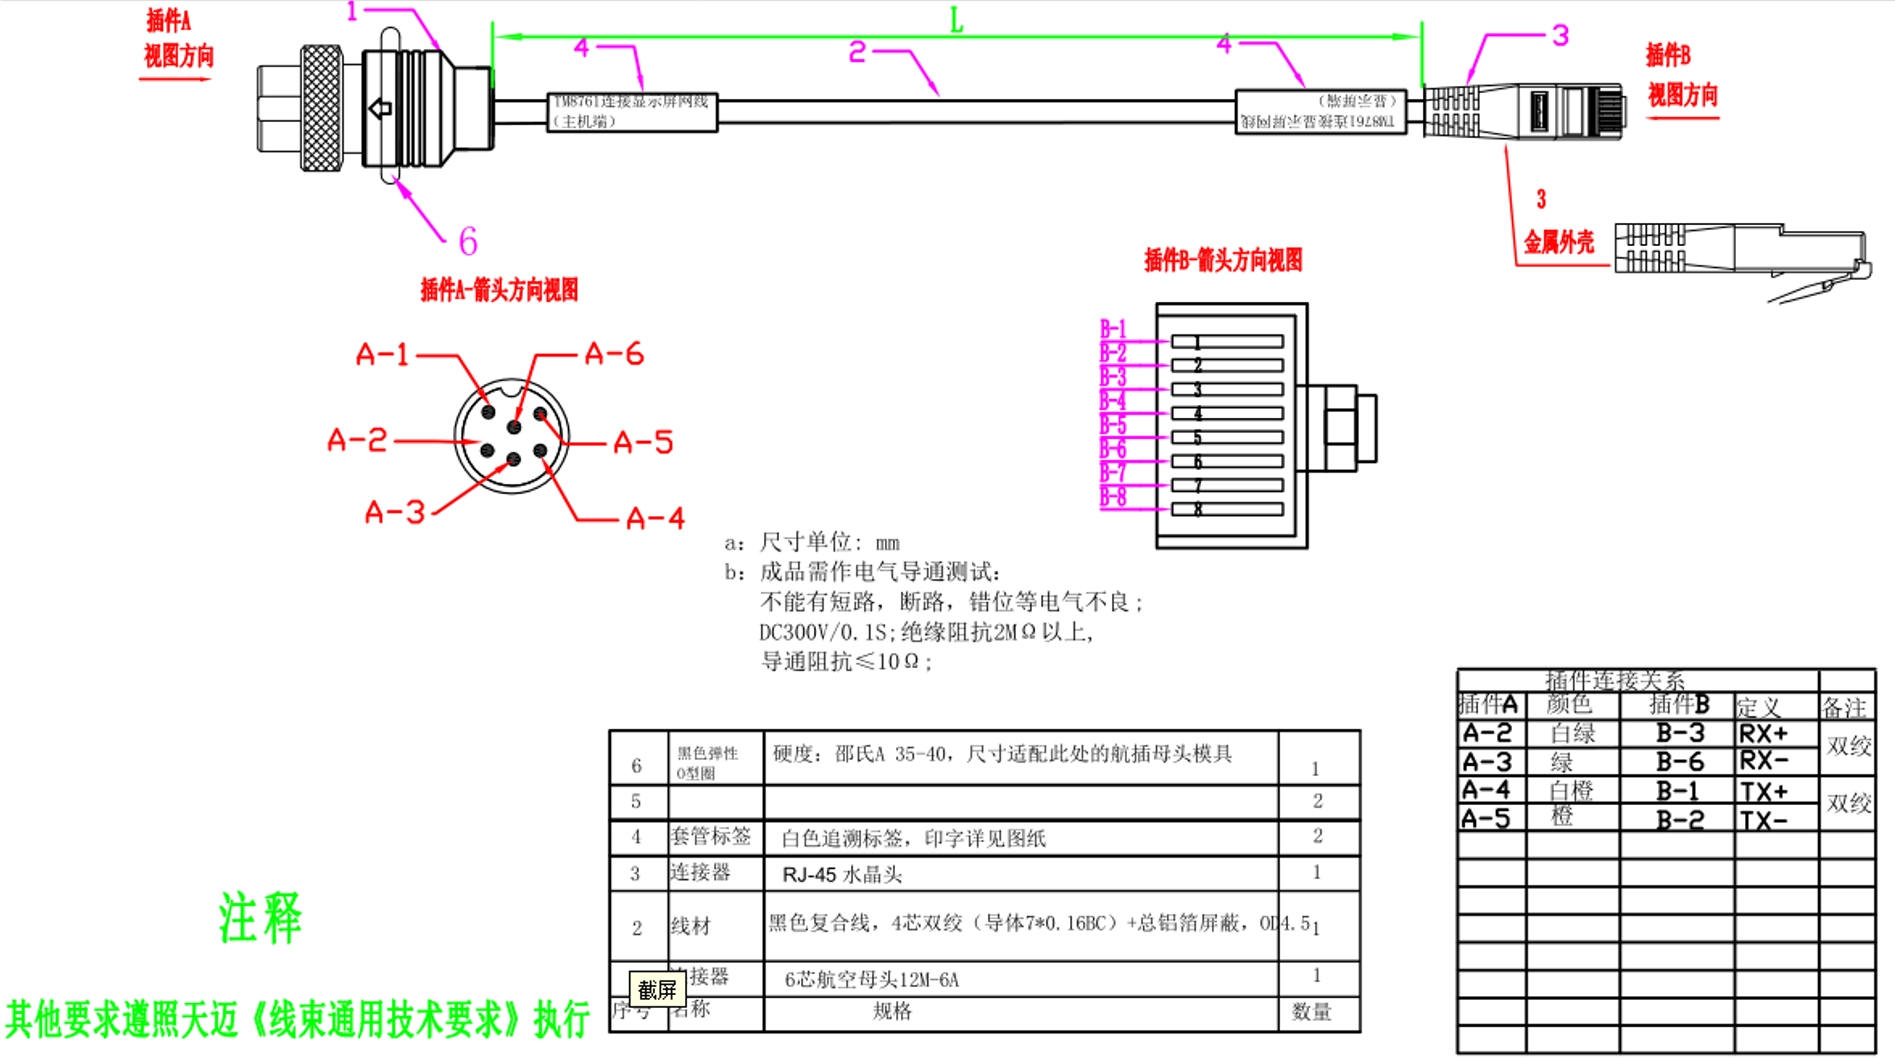 插件A
视图方向
1
4
L
2
4
3
插件B
视图方向
TM8761连接显示屏网线
（主机端）
TM8761连接显示屏网线
（显示屏端）
6
3
金属外壳
插件A-箭头方向视图
插件B-箭头方向视图
A-1
A-6
A-2
A-5
A-3
A-4
B-1
B-2
B-3
B-4
B-5
B-6
B-7
B-8
1
2
3
4
5
6
7
8
a: 尺寸单位: mm
b: 成品需作电气导通测试:
不能有短路，断路，错位等电气不良;
DC300V/0.1S;绝缘阻抗2MΩ以上,
导通阻抗≤10Ω;
6 黑色弹性O型圈 硬度：邵氏A 35-40，尺寸适配此处的航插母头模具 1
5 2
4 套管标签 白色追溯标签，印字详见图纸 2
3 连接器 RJ-45 水晶头 1
2 线材 黑色复合线，4芯双绞（导体7*0.16BC）+总铝箔屏蔽，OD4.5 1
连接器 6芯航空母头12M-6A 1
序号 名称 规格 数量
截屏
插件连接关系
插件A 颜色 插件B 定义 备注
A-2 白绿 B-3 RX+ 双绞
A-3 绿 B-6 RX-
A-4 白橙 B-1 TX+ 双绞
A-5 橙 B-2 TX-
注释
其他要求遵照天迈《线束通用技术要求》执行